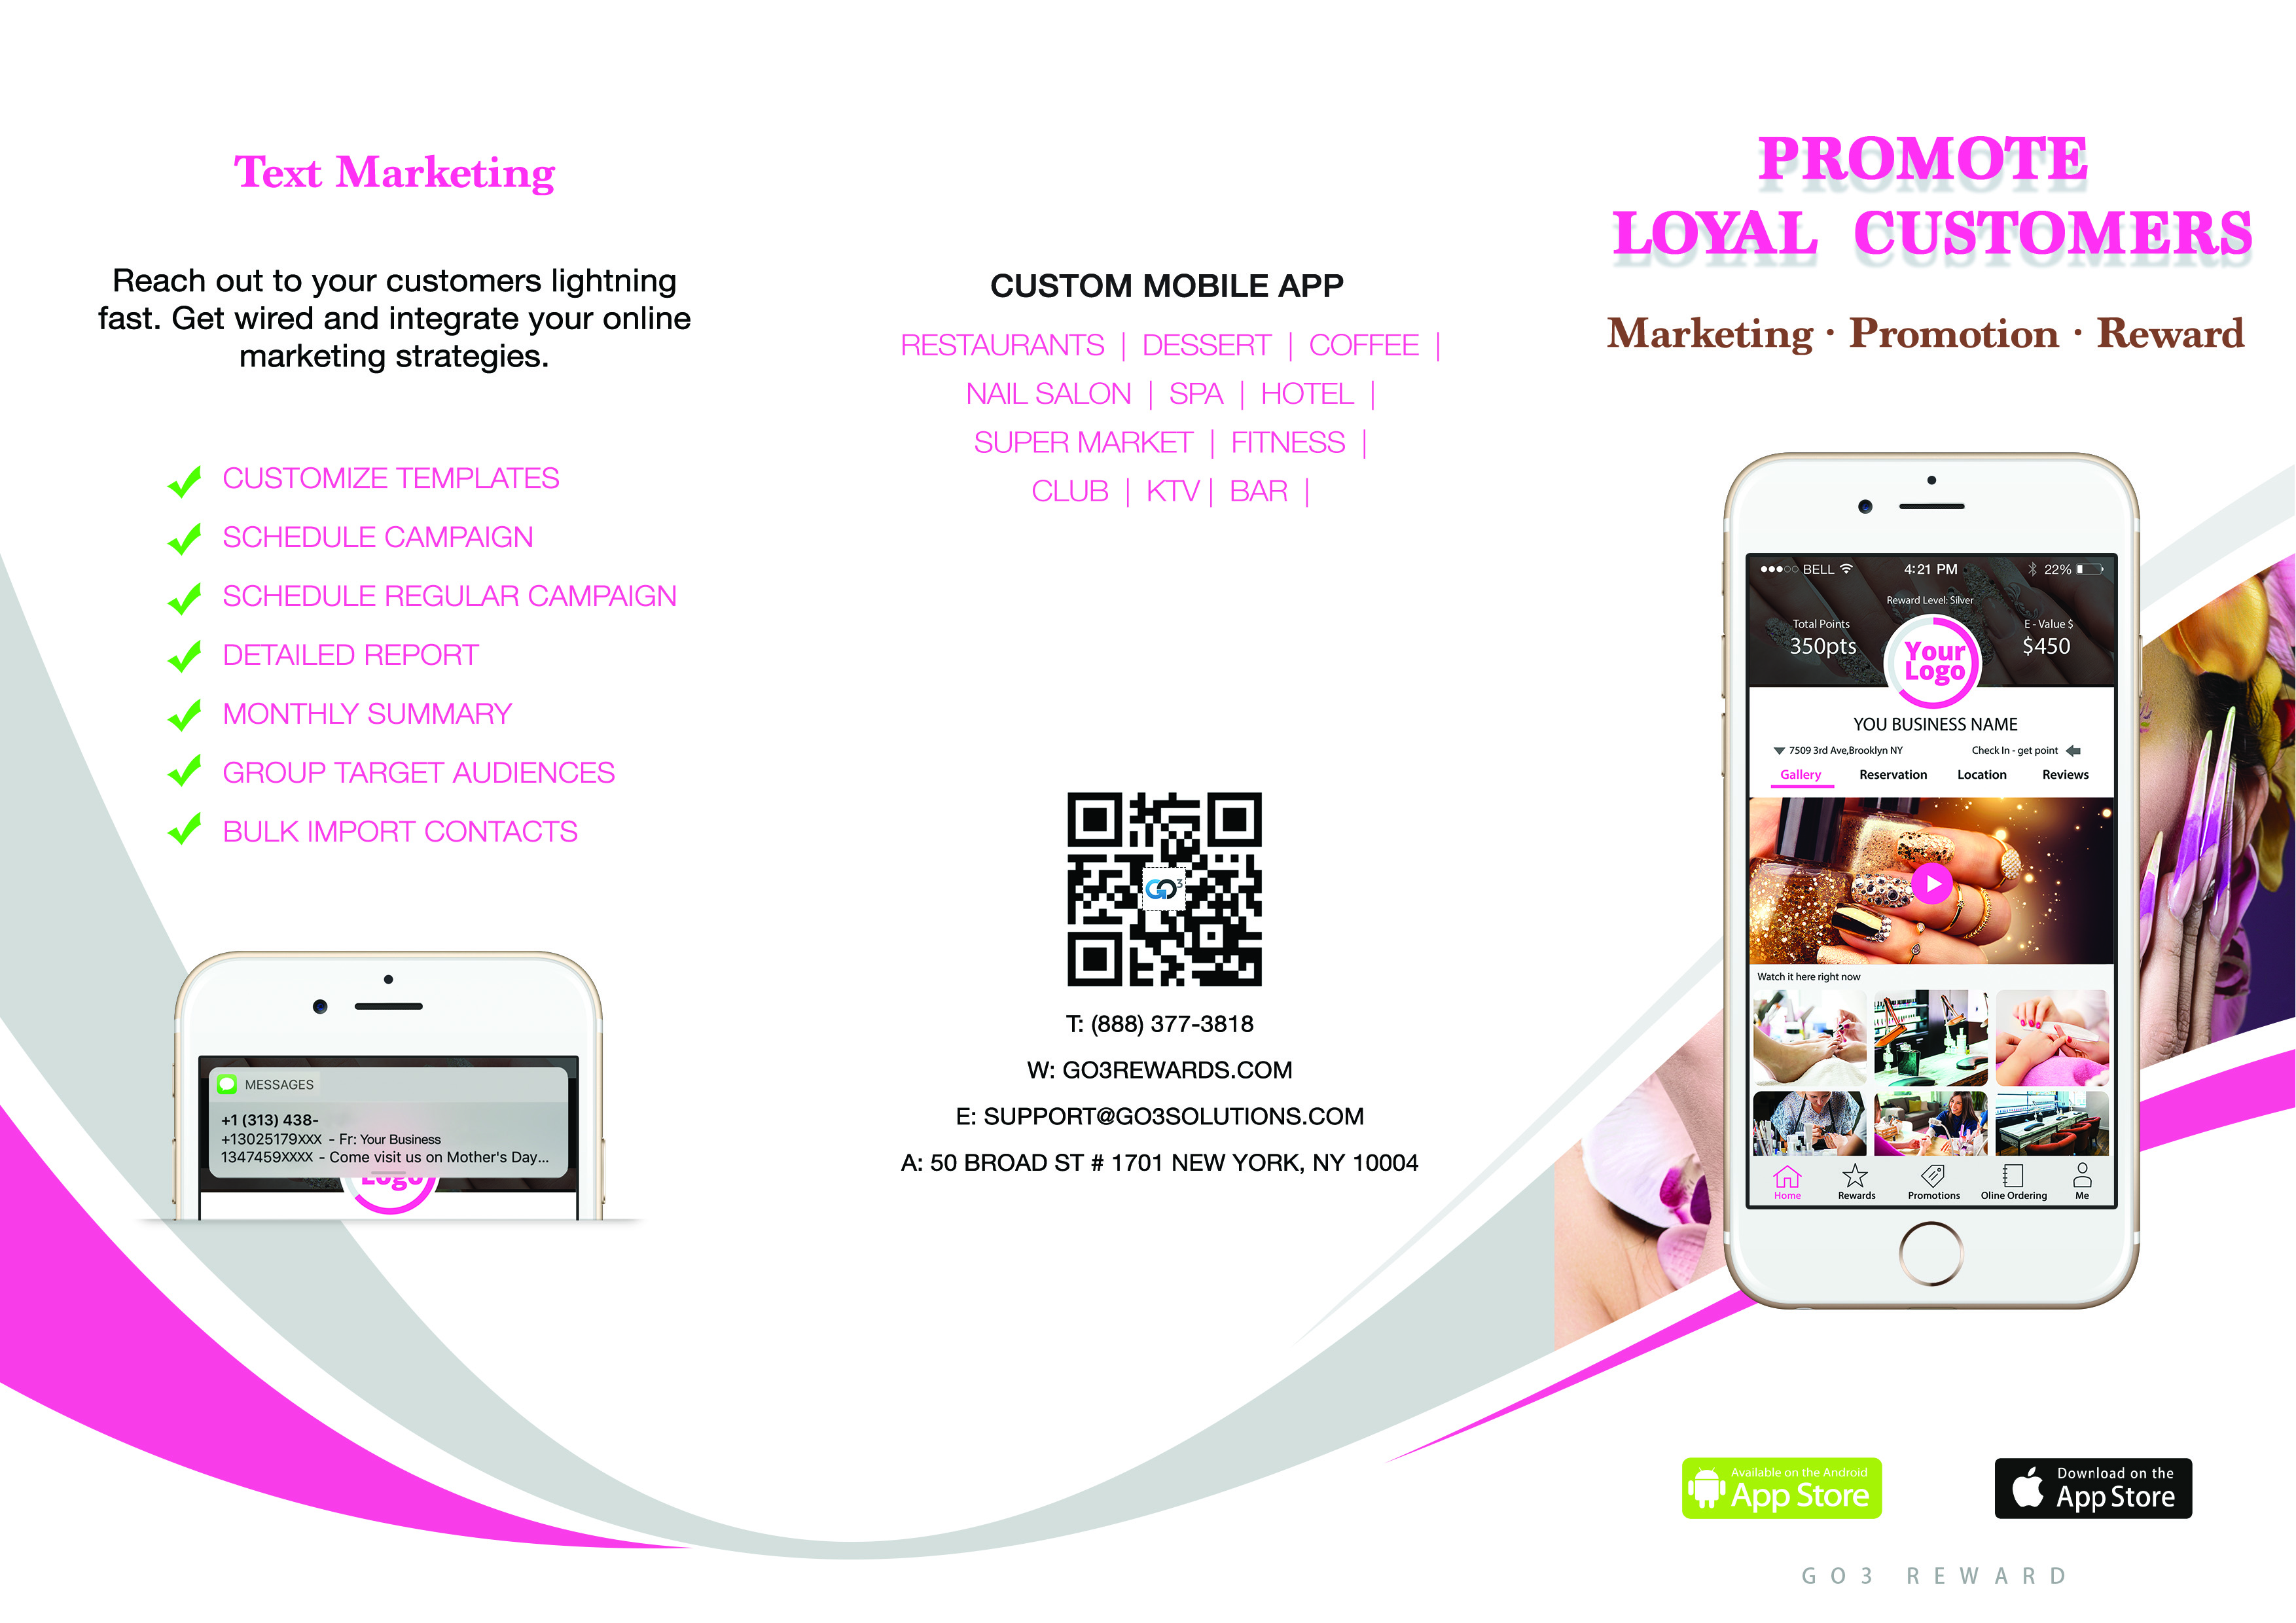 Text Marketing
Reach out to your customers lightning
fast. Get wired and integrate your online
marketing strategies.
CUSTOMIZE TEMPLATES
SCHEDULE CAMPAIGN
SCHEDULE REGULAR CAMPAIGN
DETAILED REPORT
MONTHLY SUMMARY
GROUP TARGET AUDIENCES
BULK IMPORT CONTACTS
MESSAGES
+1 (313) 438-
+13025179XXX - Fr: Your Business
1347459XXXX - Come visit us on Mother's Day...
Logo
CUSTOM MOBILE APP
RESTAURANTS | DESSERT | COFFEE |
NAIL SALON | SPA | HOTEL |
SUPER MARKET | FITNESS |
CLUB | KTV | BAR |
GO3
T: (888) 377-3818
W: GO3REWARDS.COM
E: SUPPORT@GO3SOLUTIONS.COM
A: 50 BROAD ST # 1701 NEW YORK, NY 10004
PROMOTE
LOYAL CUSTOMERS
Marketing · Promotion · Reward
BELL 4:21 PM 22%
Reward Level: Silver
Total Points
350pts
Your
Logo
E - Value $
$450
YOU BUSINESS NAME
7509 3rd Ave,Brooklyn NY
Check In - get point
Gallery Reservation Location Reviews
Watch it here right now
Home Rewards Promotions Oline Ordering Me
Available on the Android
App Store
Download on the
App Store
GO3 REWARD